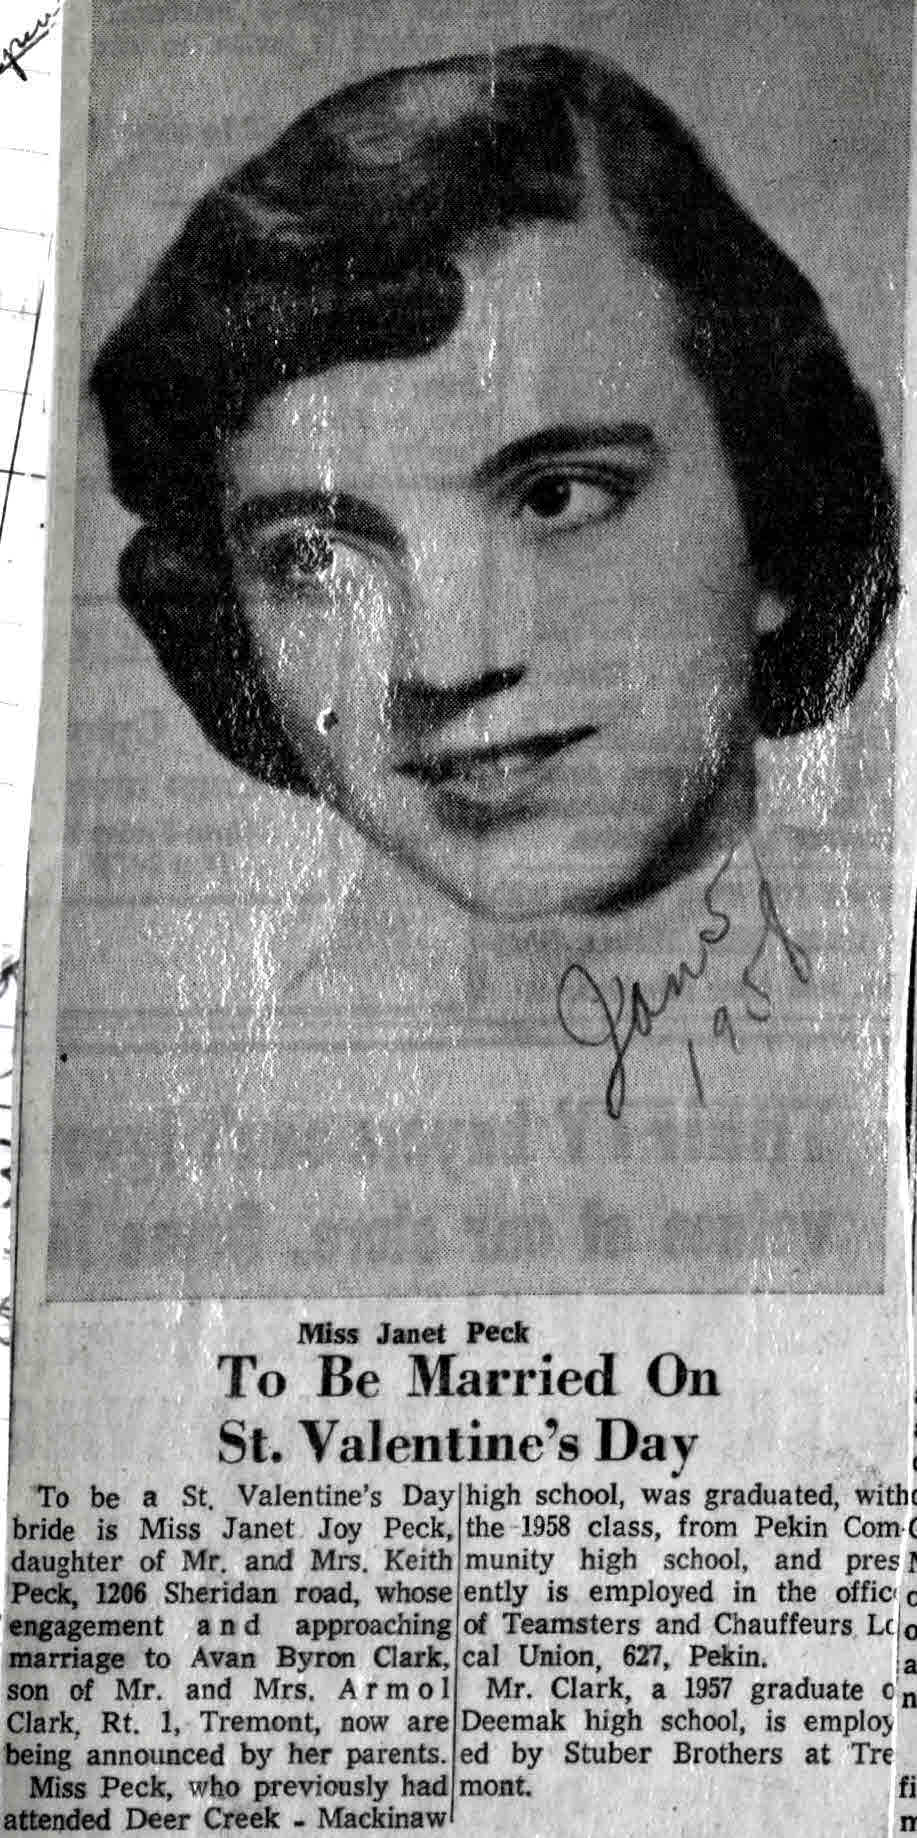 Jan 5
195
Miss Janet Peck
To Be Married On
St. Valentine's Day
To be a St. Valentine's Day
bride is Miss Janet Joy Peck,
daughter of Mr. and Mrs. Keith
Peck, 1206 Sheridan road, whose
engagement and approaching
marriage to Avan Byron Clark,
son of Mr. and Mrs. Armol
Clark, Rt. 1, Tremont, now are
being announced by her parents.
Miss Peck, who previously had
attended Deer Creek - Mackinaw
high school, was graduated, with
the 1958 class, from Pekin Com-
munity high school, and pres
ently is employed in the offic
of Teamsters and Chauffeurs Lo
cal Union, 627, Pekin.
Mr. Clark, a 1957 graduate o
Deemak high school, is employ
ed by Stuber Brothers at Tre
mont.